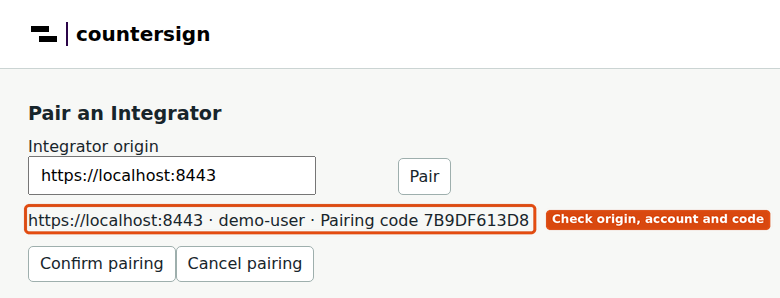 countersign
Pair an Integrator
Integrator origin
https://localhost:8443
Pair
https://localhost:8443 · demo-user · Pairing code 7B9DF613D8
Check origin, account and code
Confirm pairing
Cancel pairing